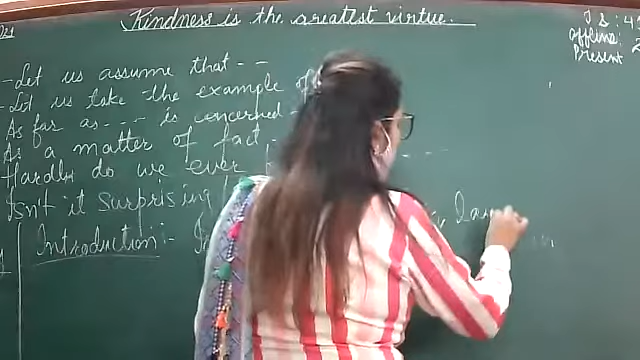 Kindness is the greatest virtue.
T S: 4
Offline: 2
Present
-Let us assume that - -
-Let us take the example of
As far as - - - is concerned
As a matter of fact -
Hardly do we ever
Isn't it surprising
Introduction:-